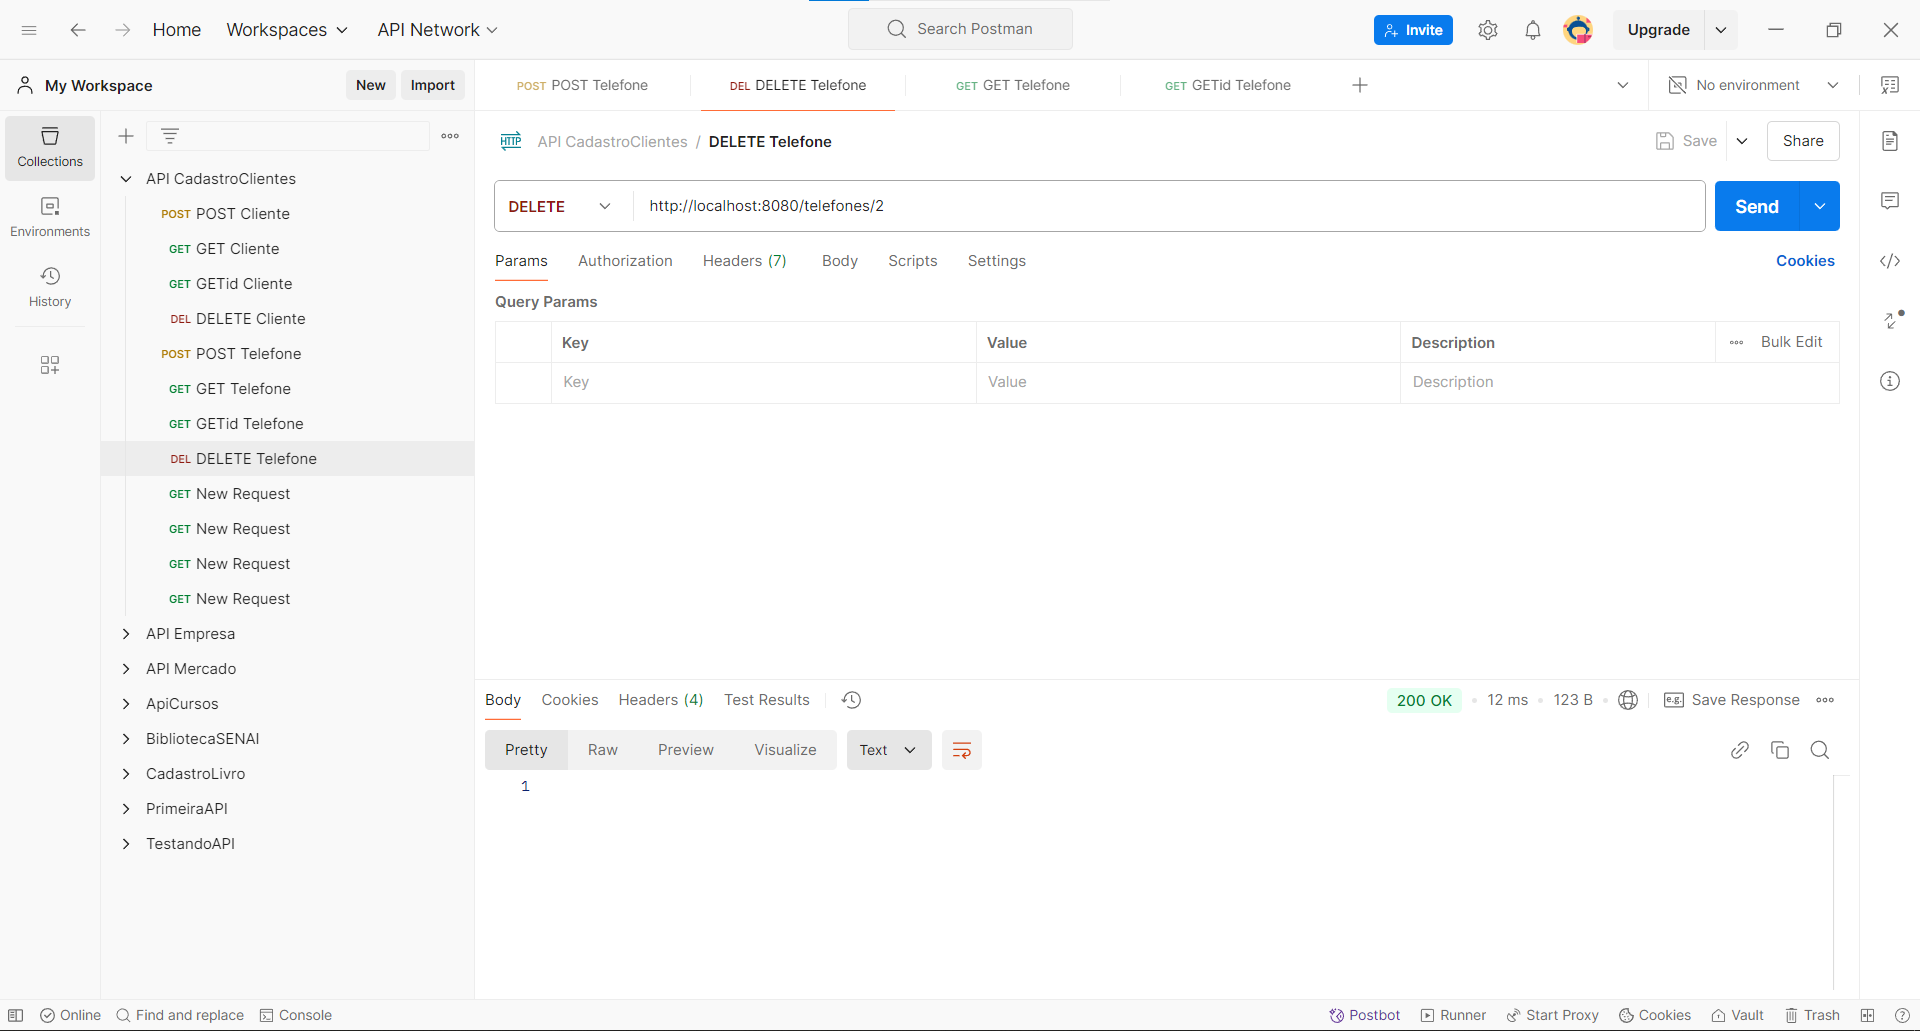 Home Workspaces API Network Search Postman Invite Upgrade
My Workspace New Import
POST POST Telefone DEL DELETE Telefone GET GET Telefone GET GETid Telefone No environment
Collections
Environments
History
API CadastroClientes
POST POST Cliente
GET GET Cliente
GET GETid Cliente
DEL DELETE Cliente
POST POST Telefone
GET GET Telefone
GET GETid Telefone
DEL DELETE Telefone
GET New Request
GET New Request
GET New Request
GET New Request
API Empresa
API Mercado
ApiCursos
BibliotecaSENAI
CadastroLivro
PrimeiraAPI
TestandoAPI
HTTP API CadastroClientes / DELETE Telefone Save Share
DELETE http://localhost:8080/telefones/2 Send
Params Authorization Headers (7) Body Scripts Settings Cookies
Query Params
Key Value Description Bulk Edit
Key Value Description
Body Cookies Headers (4) Test Results 200 OK 12 ms 123 B e.g. Save Response
Pretty Raw Preview Visualize Text
1
Online Find and replace Console Postbot Runner Start Proxy Cookies Vault Trash